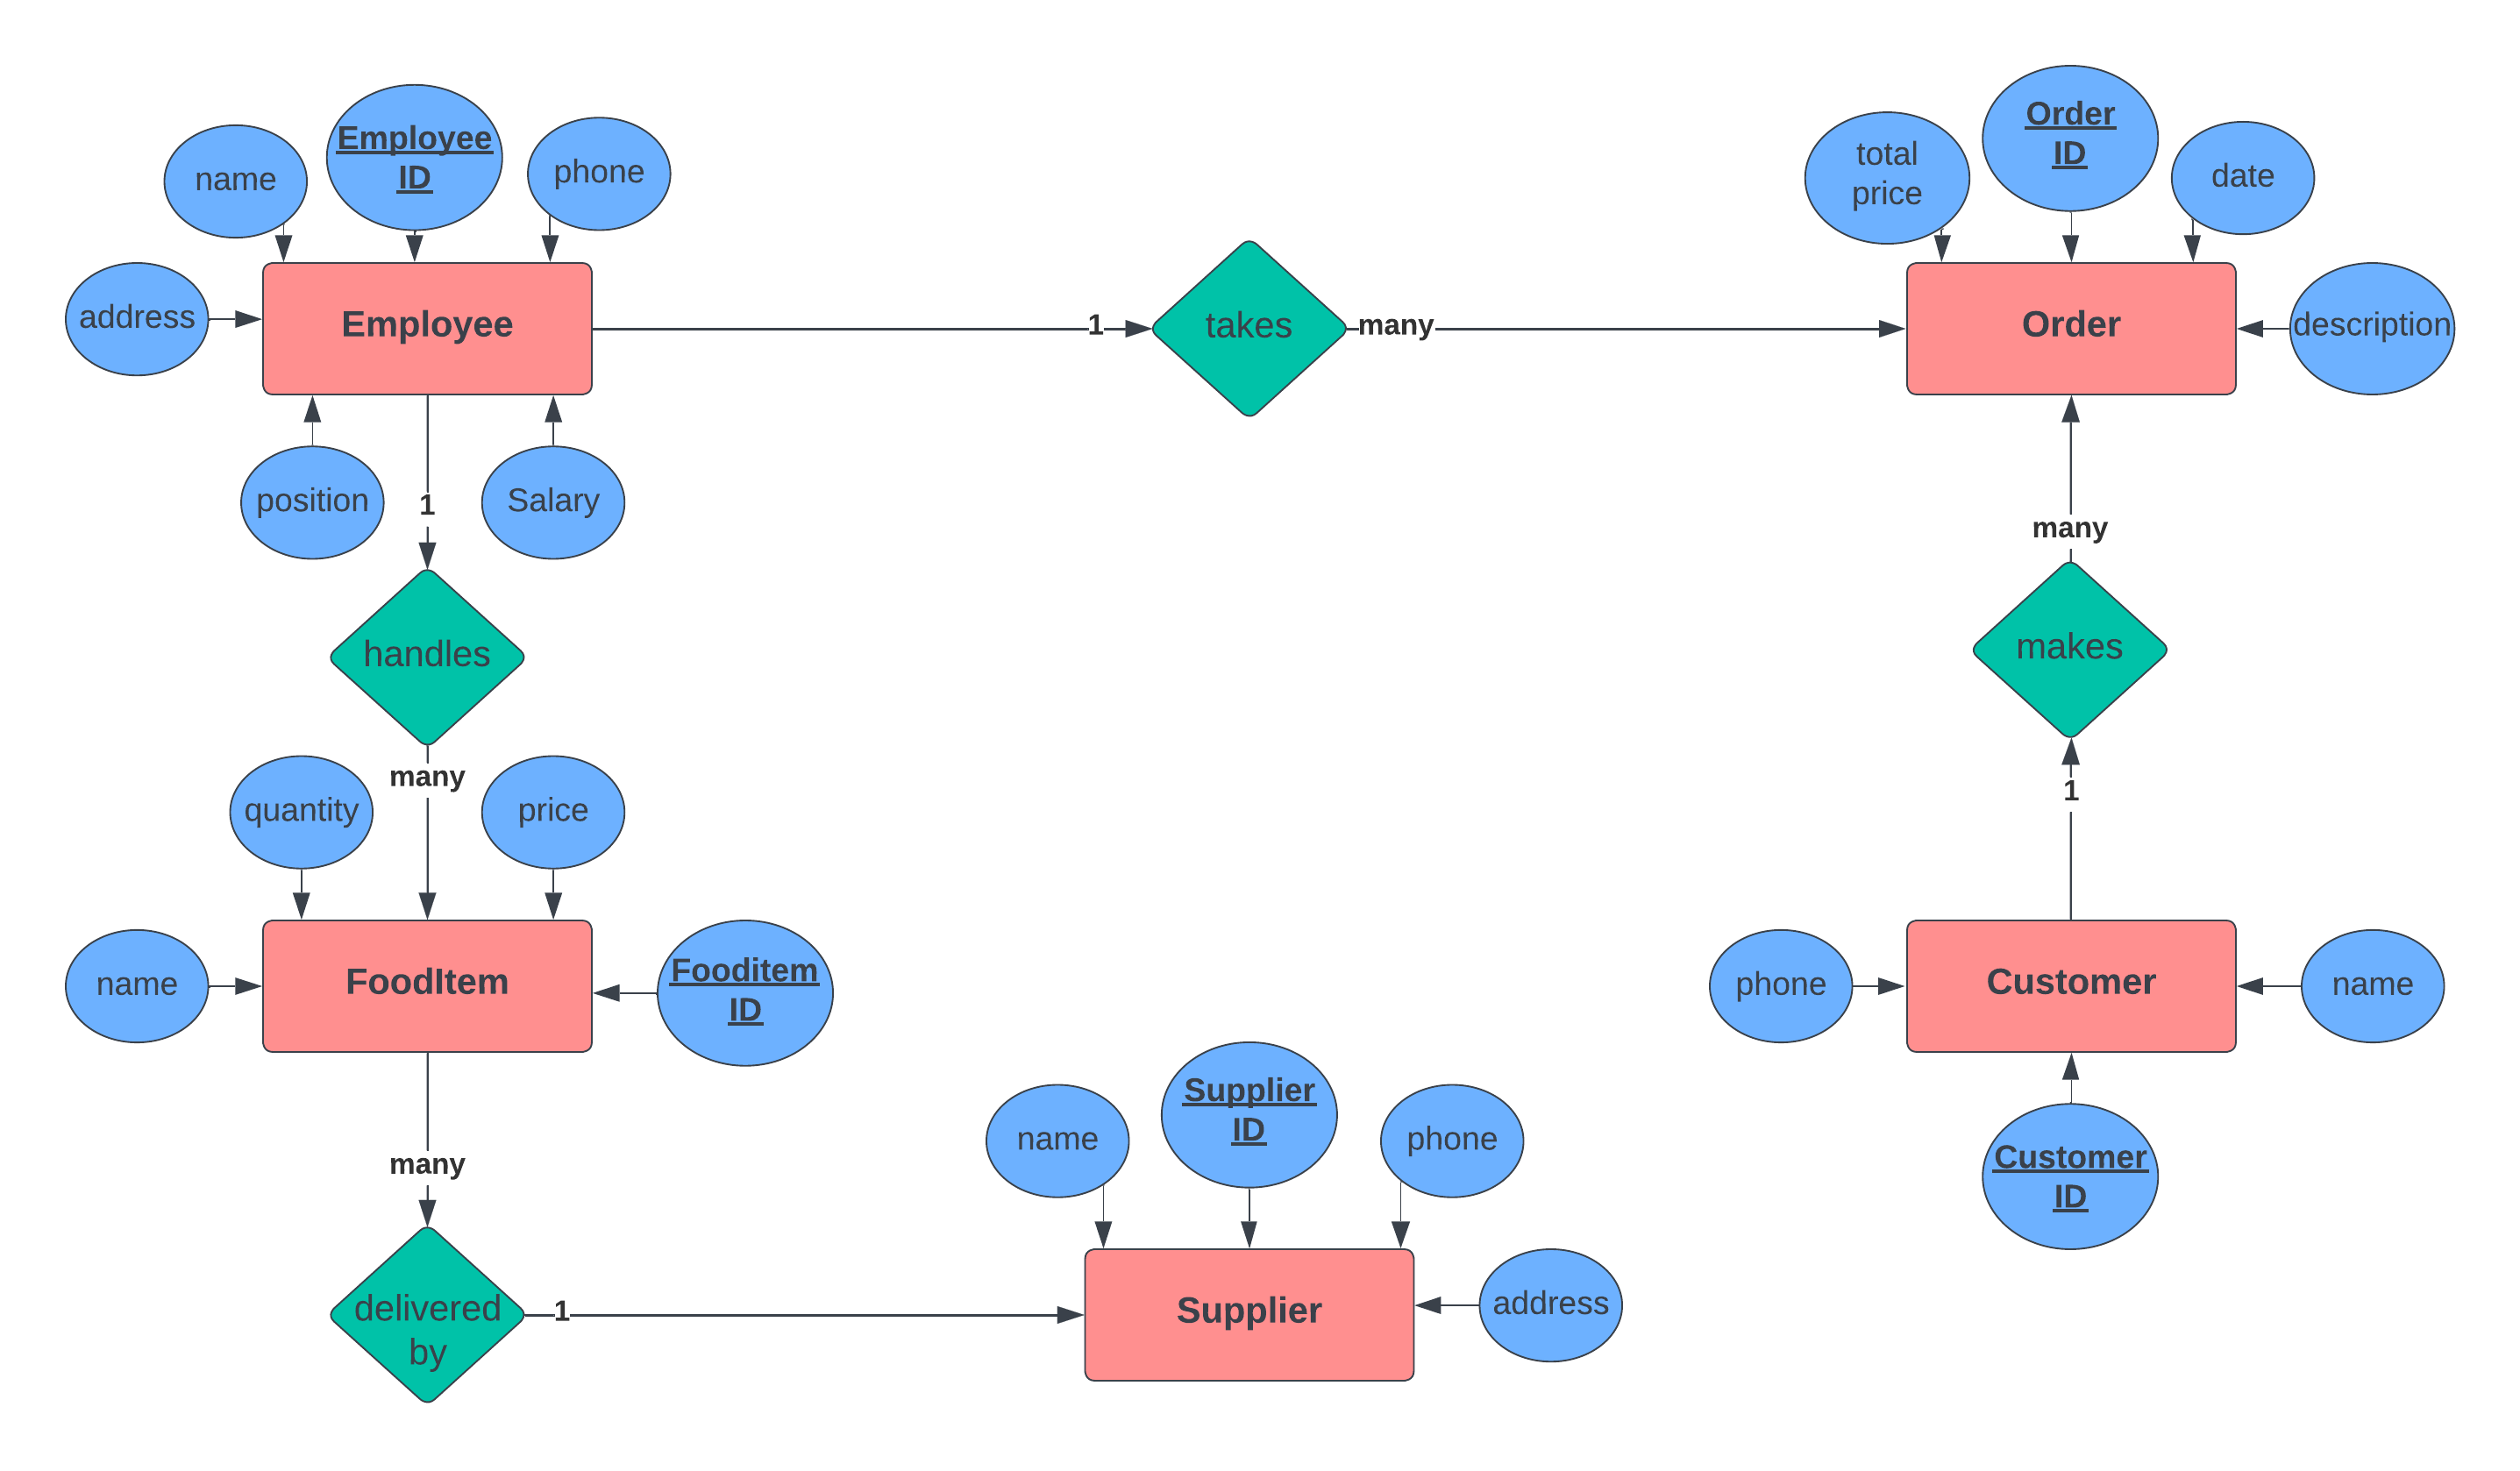 name
Employee
ID
phone
total
price
Order
ID
date
address
Employee
1
takes
many
Order
description
position
1
Salary
many
handles
makes
quantity
many
price
1
name
FoodItem
Fooditem
ID
phone
Customer
name
name
Supplier
ID
phone
many
Customer
ID
delivered
by
1
Supplier
address